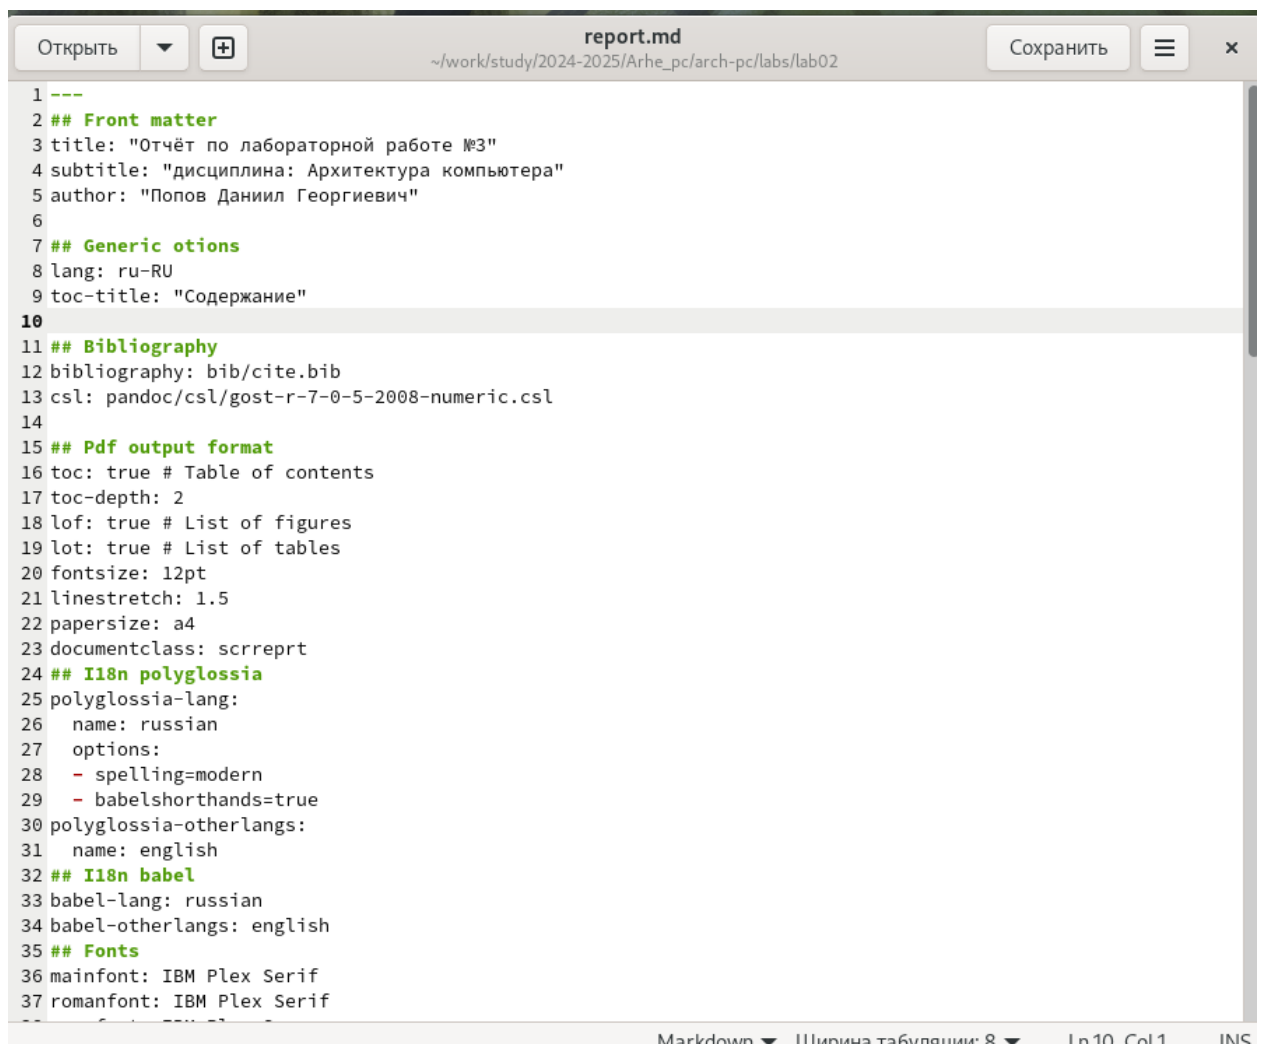 Открыть
report.md
~/work/study/2024-2025/Arhe_pc/arch-pc/labs/lab02
Сохранить
1 ---
2 ## Front matter
3 title: "Отчёт по лабораторной работе №3"
4 subtitle: "дисциплина: Архитектура компьютера"
5 author: "Попов Даниил Георгиевич"
6
7 ## Generic otions
8 lang: ru-RU
9 toc-title: "Содержание"
10
11 ## Bibliography
12 bibliography: bib/cite.bib
13 csl: pandoc/csl/gost-r-7-0-5-2008-numeric.csl
14
15 ## Pdf output format
16 toc: true # Table of contents
17 toc-depth: 2
18 lof: true # List of figures
19 lot: true # List of tables
20 fontsize: 12pt
21 linestretch: 1.5
22 papersize: a4
23 documentclass: scrreprt
24 ## I18n polyglossia
25 polyglossia-lang:
26   name: russian
27   options:
28   - spelling=modern
29   - babelshorthands=true
30 polyglossia-otherlangs:
31   name: english
32 ## I18n babel
33 babel-lang: russian
34 babel-otherlangs: english
35 ## Fonts
36 mainfont: IBM Plex Serif
37 romanfont: IBM Plex Serif
Markdown Ширина табуляции: 8 Ln 10, Col 1 INS